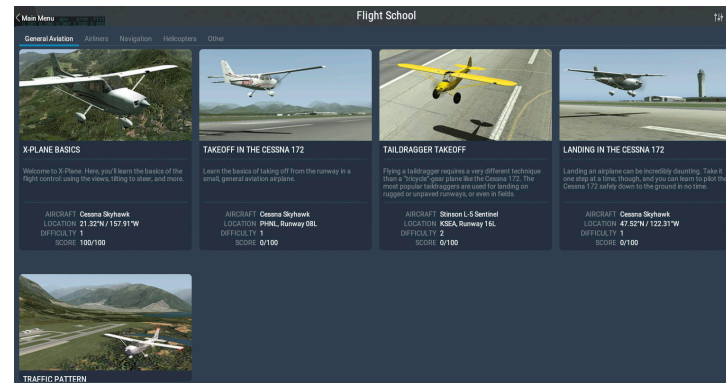 Main Menu
Flight School
General Aviation
Airliners
Navigation
Helicopters
Other
X-PLANE BASICS
Welcome to X-Plane. Here, you'll learn the basics of the
flight control: using the views, tilting to steer, and more.
AIRCRAFT Cessna Skyhawk
LOCATION 21.32°N / 157.91°W
DIFFICULTY 1
SCORE 100/100
TAKEOFF IN THE CESSNA 172
Learn the basics of taking off from the runway in a
small, general aviation airplane.
AIRCRAFT Cessna Skyhawk
LOCATION PHNL, Runway 08L
DIFFICULTY 1
SCORE 0/100
TAILDRAGGER TAKEOFF
Flying a taildragger requires a very different technique
than a "tricycle"-gear plane like the Cessna 172. The
most popular taildraggers are used for landing on
rugged or unpaved runways, or even in fields.
AIRCRAFT Stinson L-5 Sentinel
LOCATION KSEA, Runway 16L
DIFFICULTY 2
SCORE 0/100
LANDING IN THE CESSNA 172
Landing an airplane can be incredibly daunting. Take it
one step at a time, though, and you can learn to pilot the
Cessna 172 safely down to the ground in no time.
AIRCRAFT Cessna Skyhawk
LOCATION 47.52°N / 122.31°W
DIFFICULTY 1
SCORE 0/100
TRAFFIC PATTERN